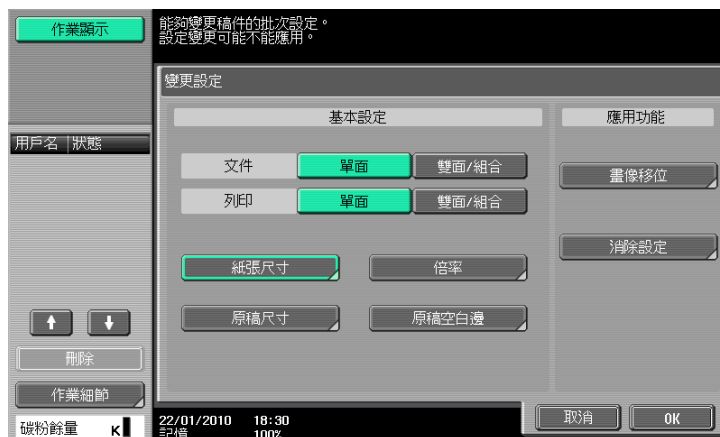 作業顯示
能夠變更稿件的批次設定。
設定變更可能不能應用。
變更設定
基本設定
應用功能
用戶名 狀態
文件 單面 雙面/組合
畫像移位
列印 單面 雙面/組合
消除設定
紙張尺寸 倍率
原稿尺寸 原稿空白邊
刪除
作業細節
取消 OK
碳粉餘量 K
22/01/2010 18:30
記憶 100%